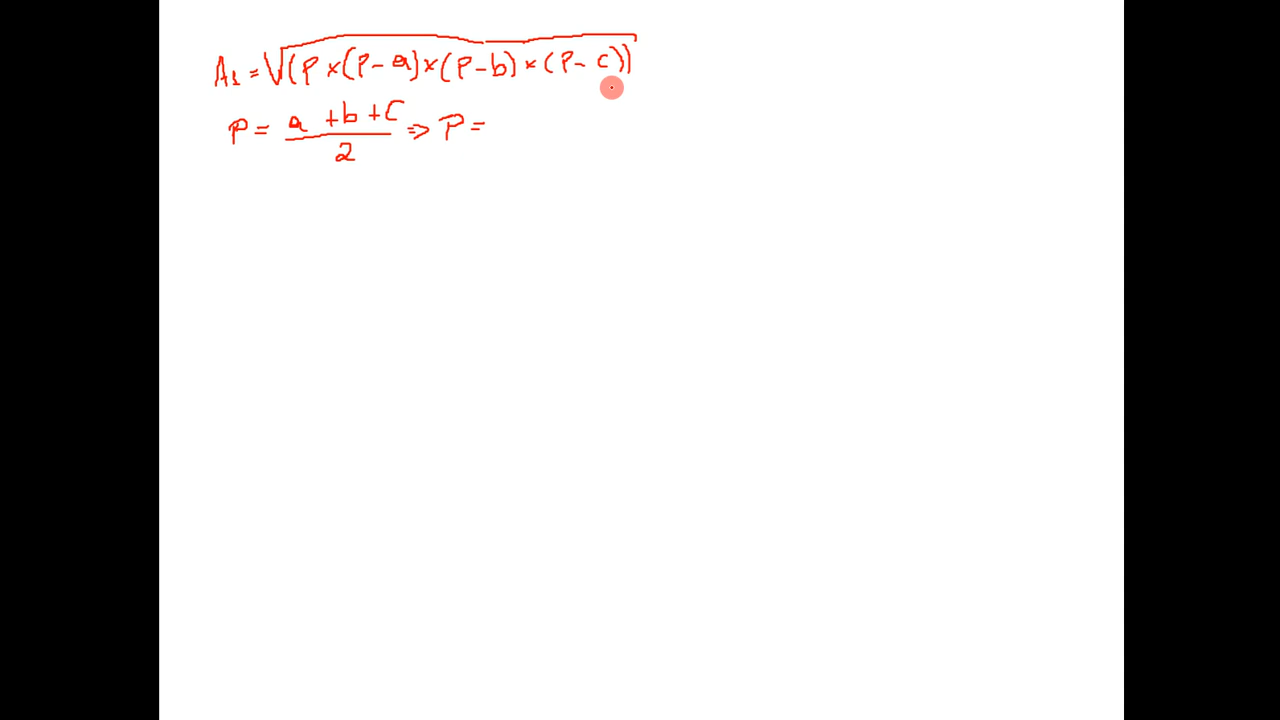 A₁ = √(P × (P - a) × (P - b) × (P - c))
P = a + b + c / 2 => P =